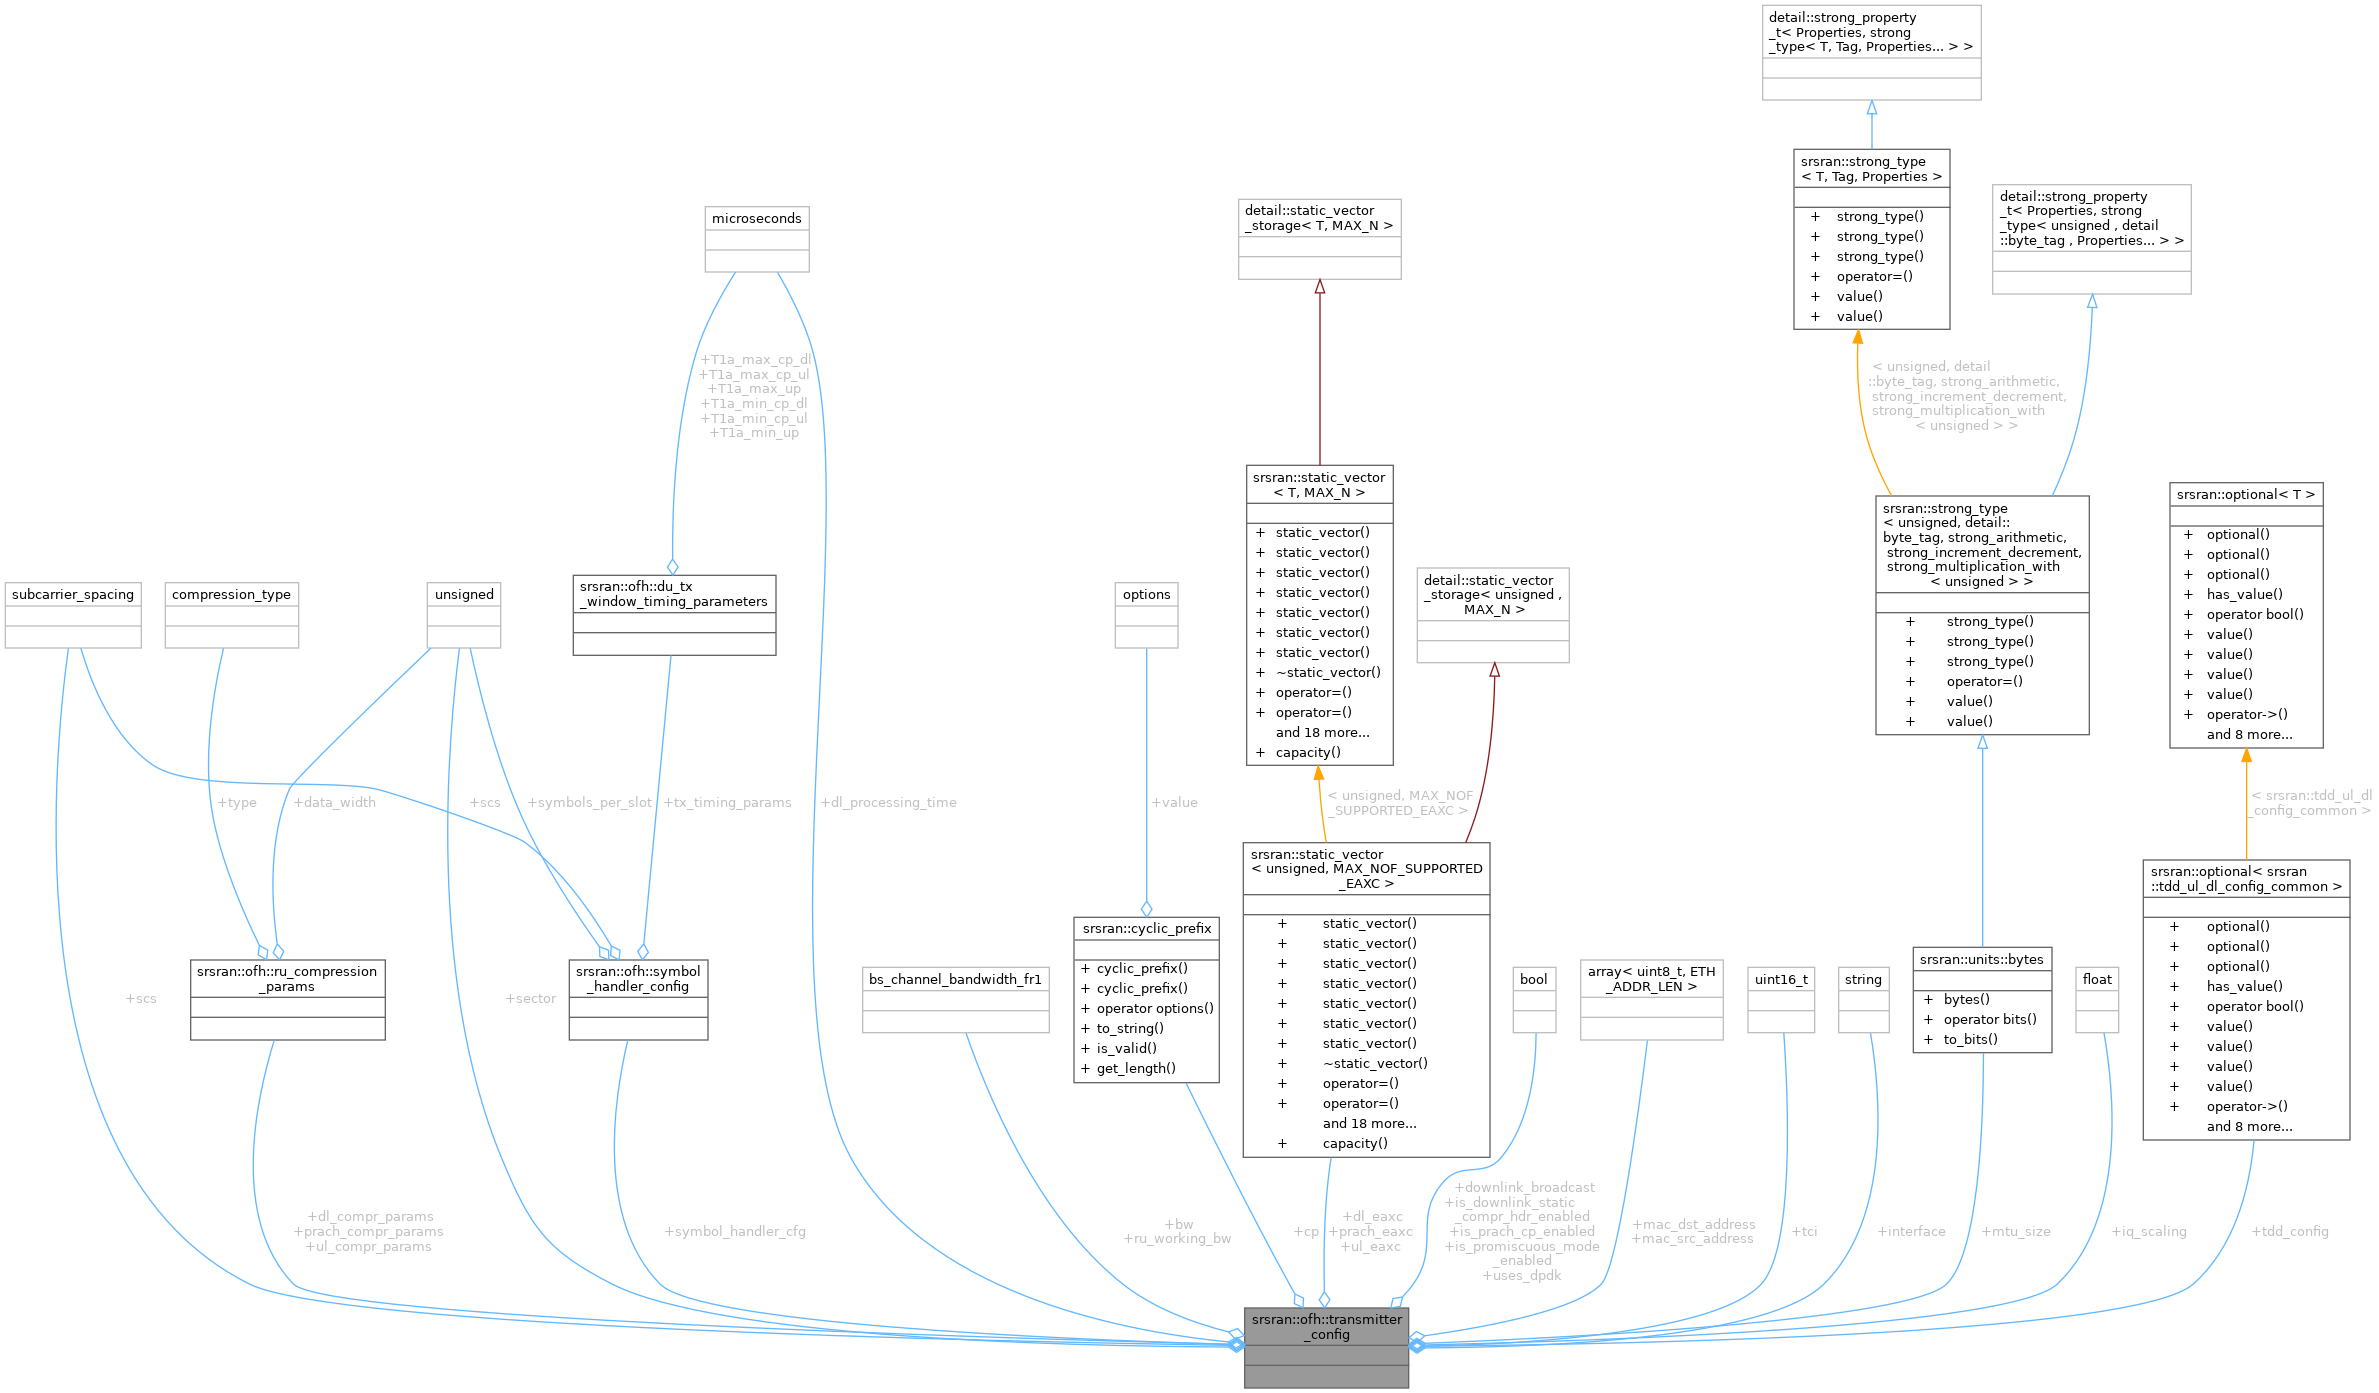 detail::strong_property
_t< Properties, strong
_type< T, Tag, Properties... > >
srsran::strong_type
< T, Tag, Properties >
+ strong_type()
+ strong_type()
+ strong_type()
+ operator=()
+ value()
+ value()
detail::strong_property
_t< Properties, strong
_type< unsigned , detail
::byte_tag , Properties... > >
microseconds
detail::static_vector
_storage< T, MAX_N >
+T1a_max_cp_dl
+T1a_max_cp_ul
+T1a_max_up
+T1a_min_cp_dl
+T1a_min_cp_ul
+T1a_min_up
< unsigned, detail
::byte_tag, strong_arithmetic,
strong_increment_decrement,
strong_multiplication_with
< unsigned > >
srsran::static_vector
< T, MAX_N >
+ static_vector()
+ static_vector()
+ static_vector()
+ static_vector()
+ static_vector()
+ static_vector()
+ static_vector()
+ ~static_vector()
+ operator=()
+ operator=()
and 18 more...
+ capacity()
srsran::strong_type
< unsigned, detail::
byte_tag, strong_arithmetic,
strong_increment_decrement,
strong_multiplication_with
< unsigned > >
+ strong_type()
+ strong_type()
+ strong_type()
+ operator=()
+ value()
+ value()
srsran::optional< T >
+ optional()
+ optional()
+ optional()
+ has_value()
+ operator bool()
+ value()
+ value()
+ value()
+ value()
+ operator->()
and 8 more...
subcarrier_spacing
compression_type
unsigned
srsran::ofh::du_tx
_window_timing_parameters
options
detail::static_vector
_storage< unsigned ,
MAX_N >
+type
+data_width
+scs
+symbols_per_slot
+tx_timing_params
+dl_processing_time
+value
< unsigned, MAX_NOF
_SUPPORTED_EAXC >
< srsran::tdd_ul_dl
_config_common >
srsran::ofh::ru_compression
_params
srsran::ofh::symbol
_handler_config
bs_channel_bandwidth_fr1
srsran::cyclic_prefix
+ cyclic_prefix()
+ cyclic_prefix()
+ operator options()
+ to_string()
+ is_valid()
+ get_length()
srsran::static_vector
< unsigned, MAX_NOF_SUPPORTED
_EAXC >
+ static_vector()
+ static_vector()
+ static_vector()
+ static_vector()
+ static_vector()
+ static_vector()
+ static_vector()
+ ~static_vector()
+ operator=()
+ operator=()
and 18 more...
+ capacity()
bool
array< uint8_t, ETH
_ADDR_LEN >
uint16_t
string
srsran::units::bytes
+ bytes()
+ operator bits()
+ to_bits()
float
srsran::optional< srsran
::tdd_ul_dl_config_common >
+ optional()
+ optional()
+ optional()
+ has_value()
+ operator bool()
+ value()
+ value()
+ value()
+ value()
+ operator->()
and 8 more...
+scs
+sector
+dl_compr_params
+prach_compr_params
+ul_compr_params
+symbol_handler_cfg
+bw
+ru_working_bw
+cp
+dl_eaxc
+prach_eaxc
+ul_eaxc
+downlink_broadcast
+is_downlink_static
_compr_hdr_enabled
+is_prach_cp_enabled
+is_promiscuous_mode
_enabled
+uses_dpdk
+mac_dst_address
+mac_src_address
+tci
+interface
+mtu_size
+iq_scaling
+tdd_config
srsran::ofh::transmitter
_config